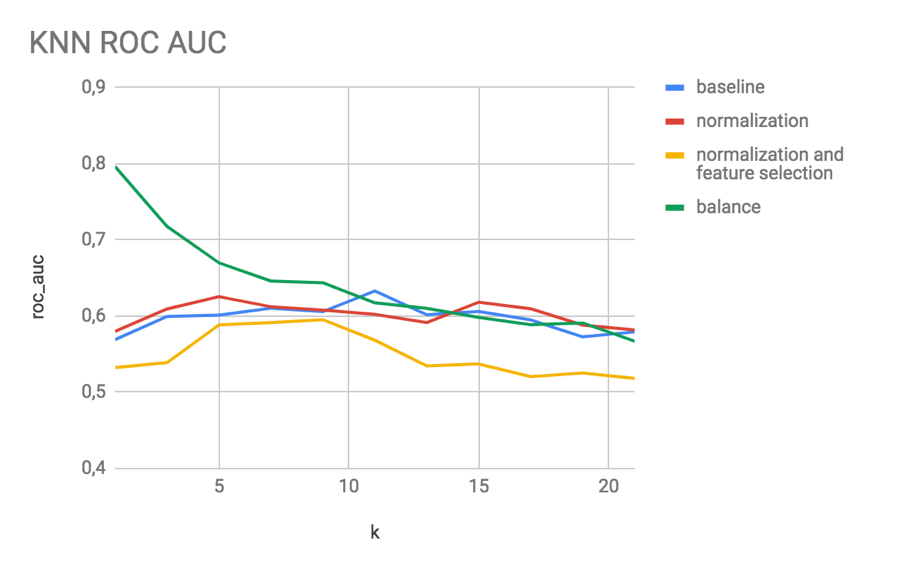 KNN ROC AUC
0,9
0,8
0,7
0,6
0,5
0,4
roc_auc
5
10
15
20
k
baseline
normalization
normalization and
feature selection
balance